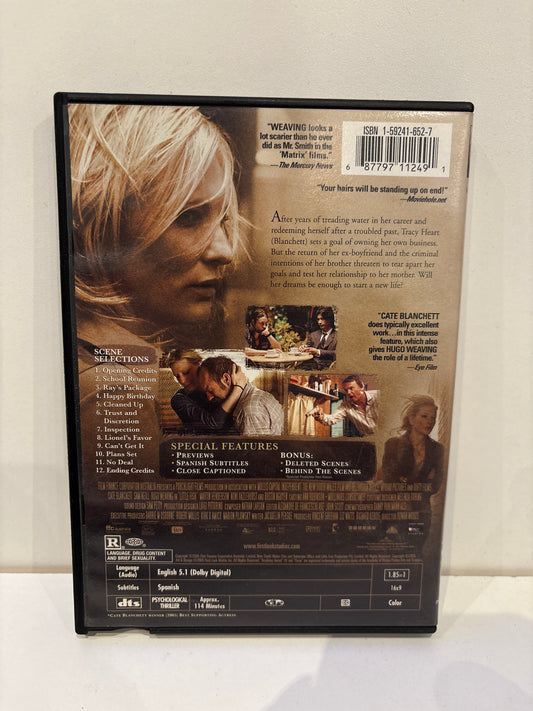 "WEAVING looks a
lot scarier than he ever
did as Mr. Smith in the
'Matrix' films."
—The Mercury News
ISBN 1-59241-652-7
6 87797 11249 1
"Your hairs will be standing up on end!"
—Moviehole.net
After years of treading water in her career and
redeeming herself after a troubled past, Tracy Heart
(Blanchett) sets a goal of owning her own business.
But the return of her ex-boyfriend and the criminal
intentions of her brother threaten to tear apart her
goals and test her relationship to her mother. Will
her dreams be enough to start a new life?
"CATE BLANCHETT
does typically excellent
work...in this intense
feature, which also
gives HUGO WEAVING
the role of a lifetime."
—Eye Film
SCENE
SELECTIONS
1. Opening Credits
2. School Reunion
3. Ray's Package
4. Happy Birthday
5. Cleaned Up
6. Trust and
Discretion
7. Inspection
8. Lionel's Favor
9. Can't Get It
10. Plans Set
11. No Deal
12. Ending Credits
SPECIAL FEATURES
• PREVIEWS
• SPANISH SUBTITLES
• CLOSE CAPTIONED
BONUS:
• DELETED SCENES
• BEHIND THE SCENES
www.firstlookstudios.com
R RESTRICTED
LANGUAGE, DRUG CONTENT
AND BRIEF SEXUALITY
Language
(Audio)
English 5.1 (Dolby Digital)
1.85:1
Subtitles
Spanish
16x9
dts
PSYCHOLOGICAL
THRILLER
Approx.
114 Minutes
Color
*CATE BLANCHETT WINNER (2005) BEST SUPPORTING ACTRESS